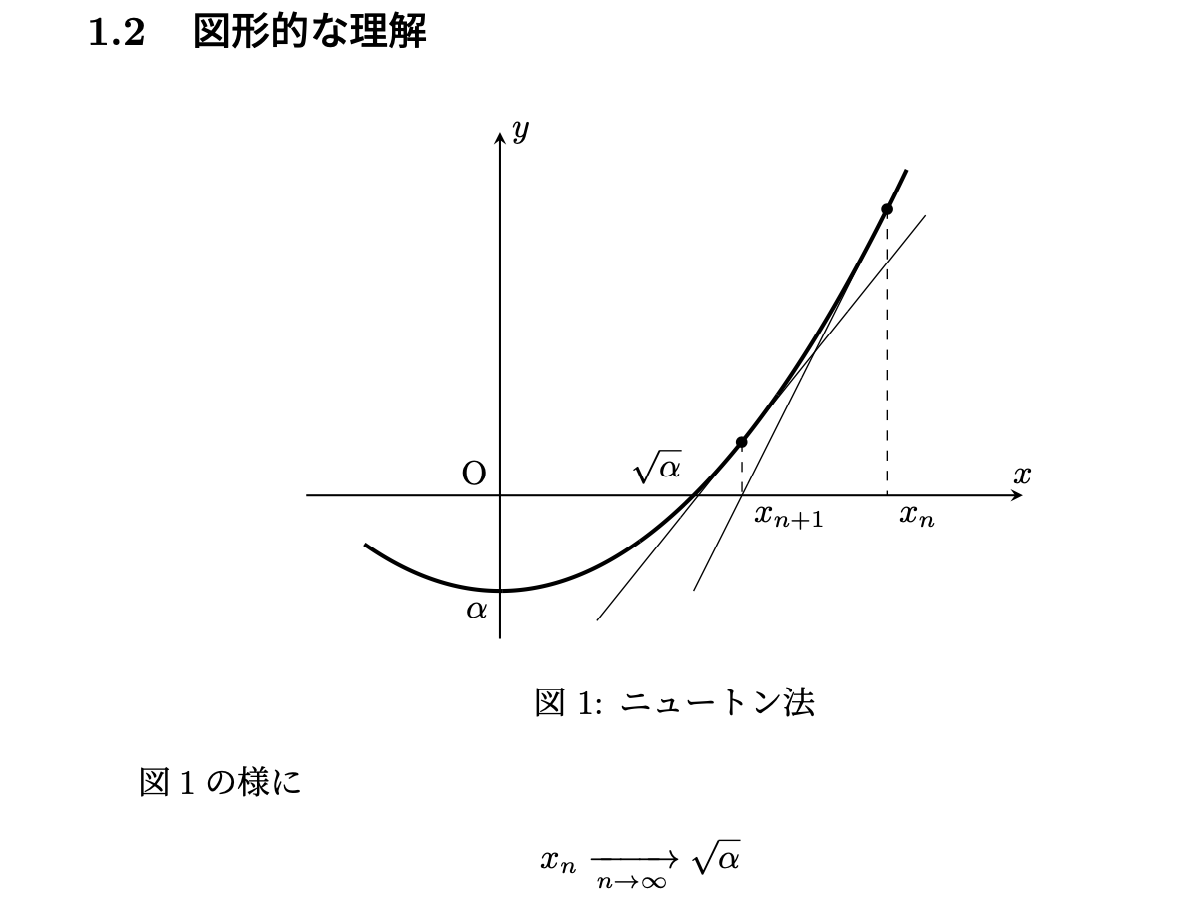 1.2 図形的な理解
y
O
√α
x
x_{n+1}
x_n
α
図 1: ニュートン法
図 1 の様に
x_n ⟶_{n→∞} √α